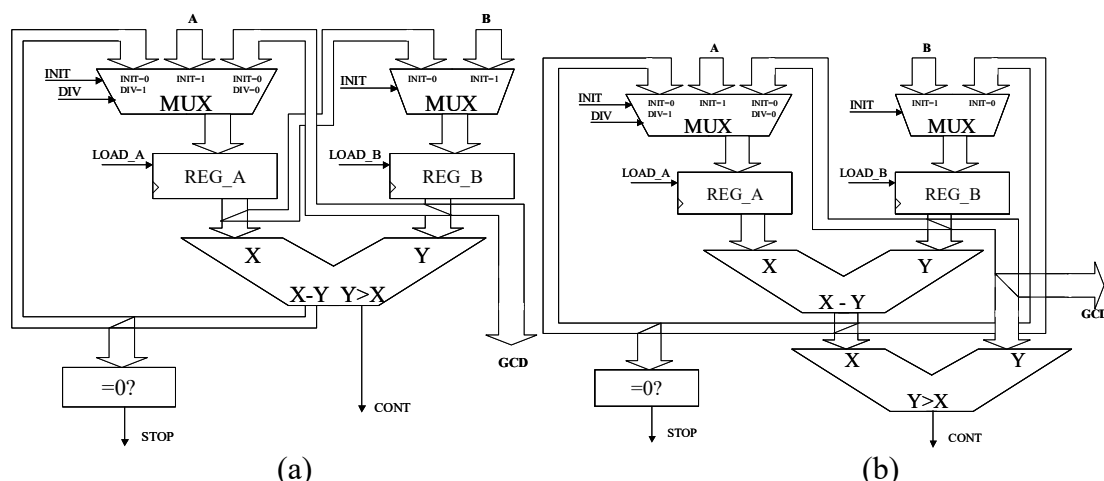 A
B
INIT
DIV
INIT=0
DIV=1
INIT=1
INIT=0
DIV=0
MUX
INIT
INIT=0
INIT=1
MUX
LOAD_A
REG_A
LOAD_B
REG_B
X
Y
X-Y
Y>X
GCD
=0?
CONT
STOP
(a)
A
B
INIT
DIV
INIT=0
DIV=1
INIT=1
INIT=0
DIV=0
MUX
INIT
INIT=1
INIT=0
MUX
LOAD_A
REG_A
LOAD_B
REG_B
X
Y
X - Y
X
Y
Y>X
=0?
CONT
STOP
(b)